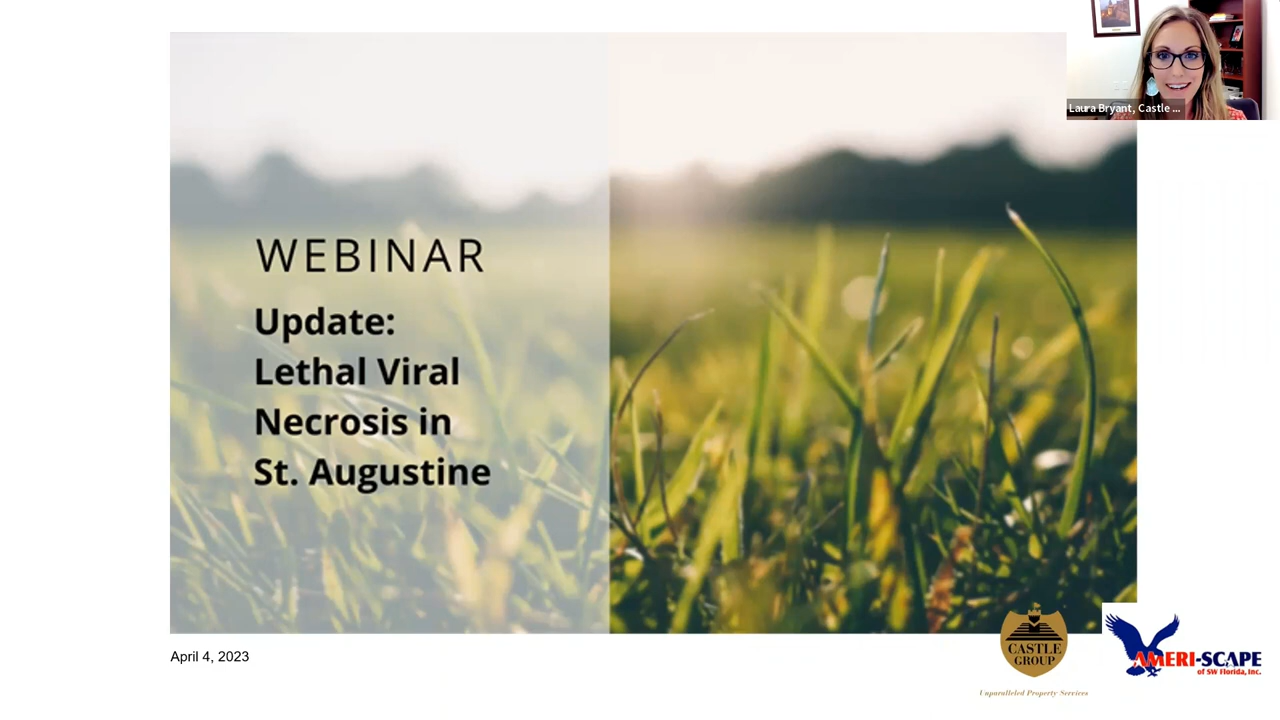 Laura Bryant, Castle ...
WEBINAR
Update:
Lethal Viral
Necrosis in
St. Augustine
April 4, 2023
CASTLE
GROUP
Unparalleled Property Services
AMERI-SCAPE
of SW Florida, Inc.